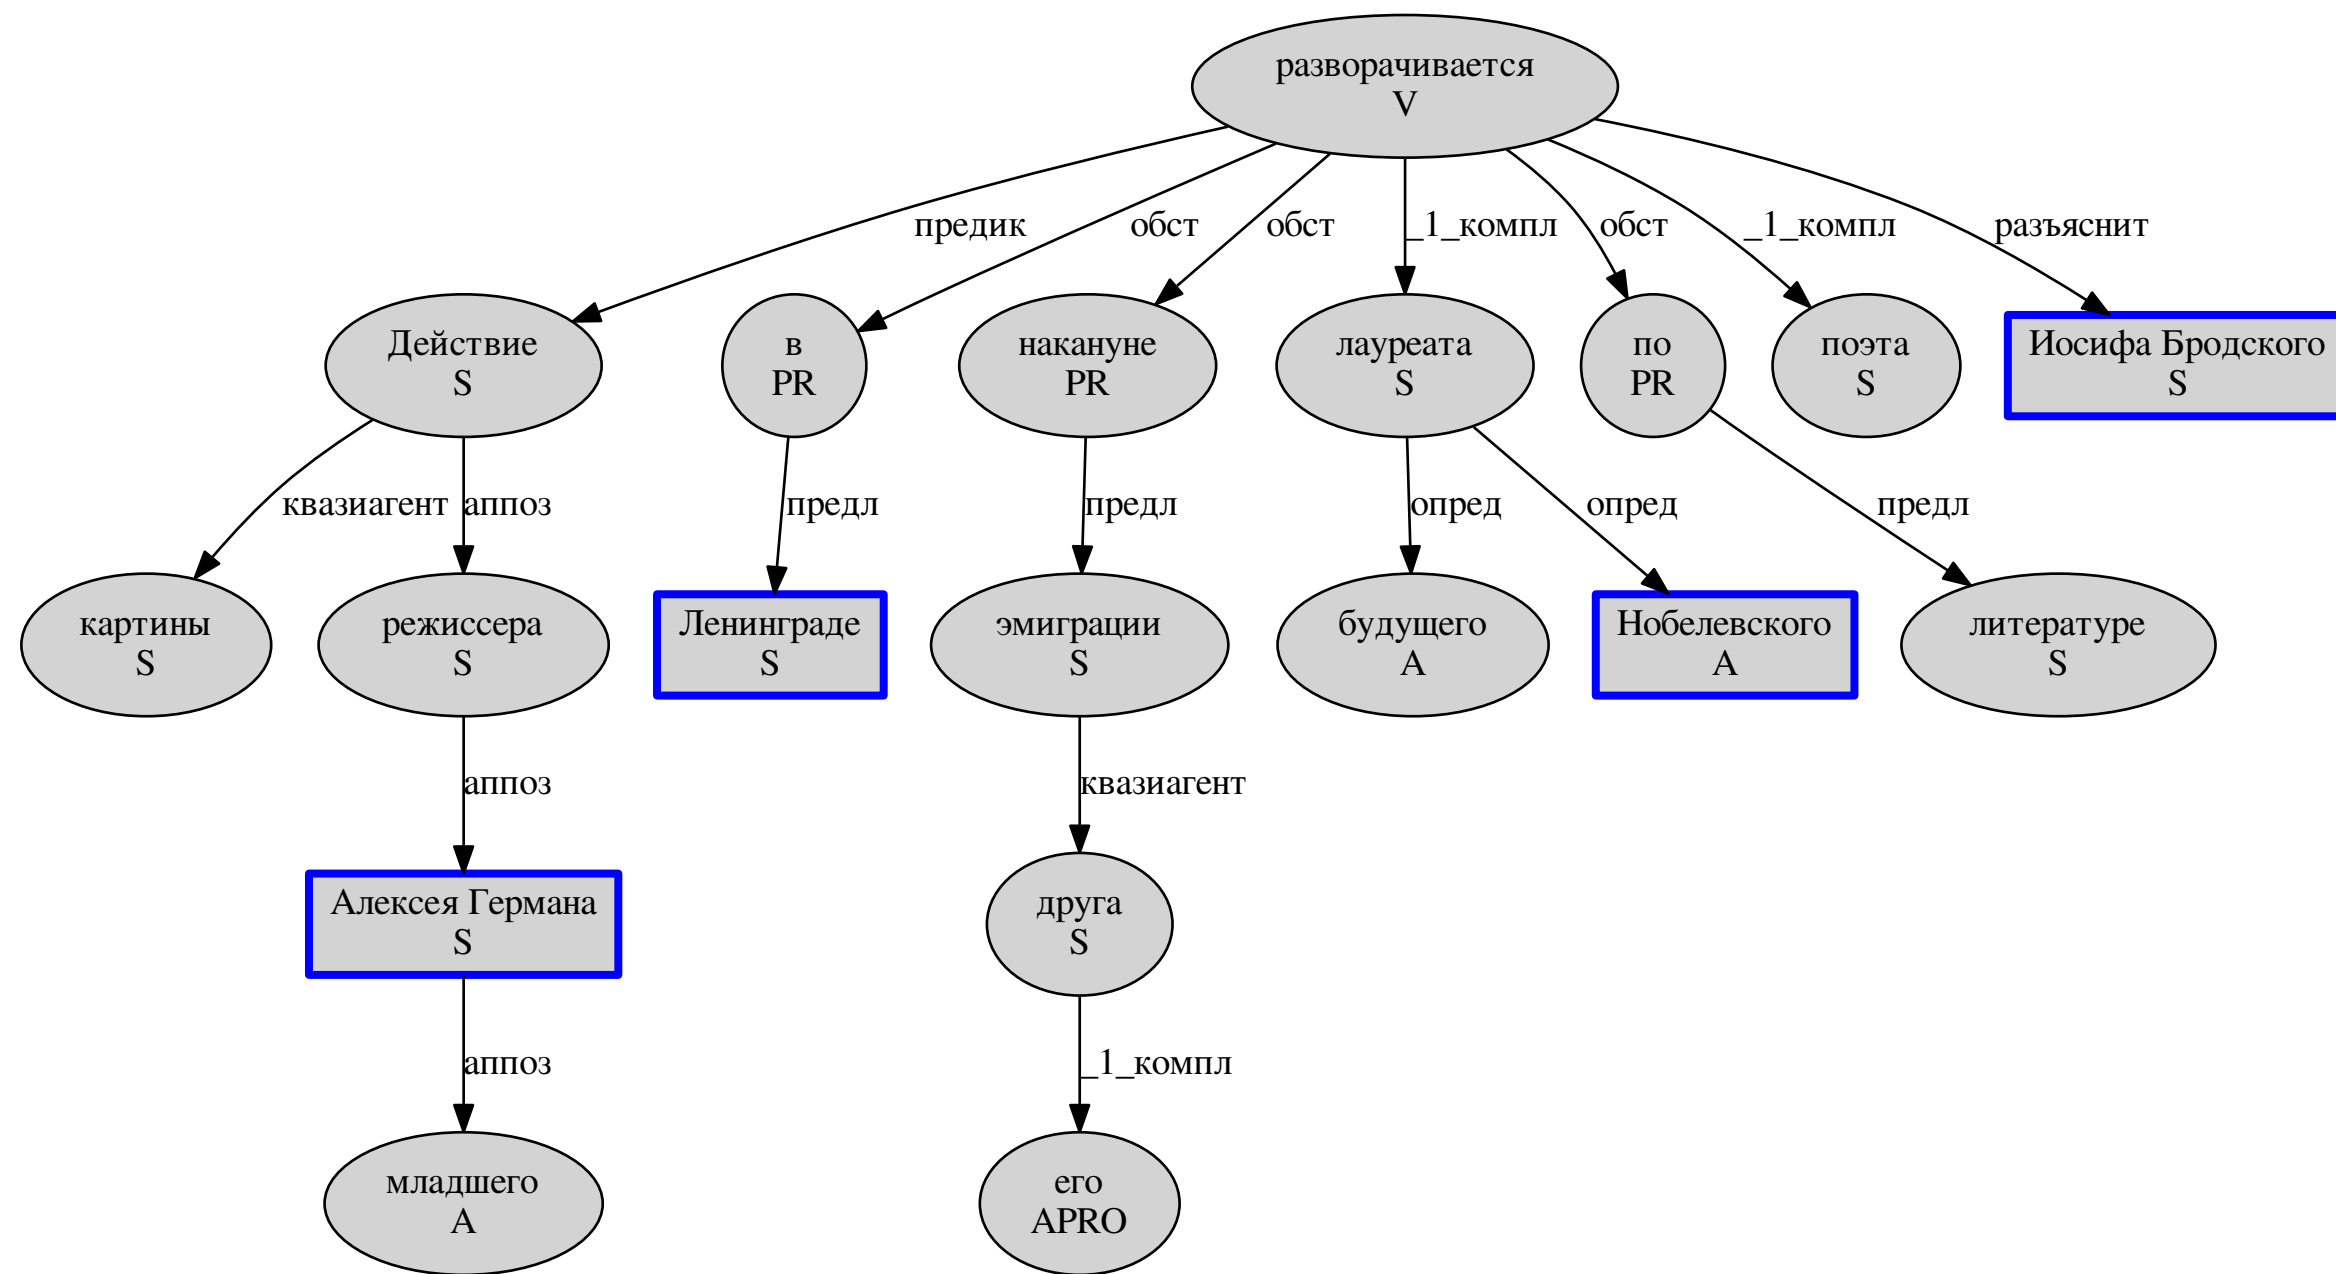 разворачивается
V
предик
обст
обст
_1_компл
обст
_1_компл
разъяснит
Действие
S
в
PR
накануне
PR
лауреата
S
по
PR
поэта
S
Иосифа Бродского
S
квазиагент
аппоз
предл
предл
опред
опред
предл
картины
S
режиссера
S
Ленинграде
S
эмиграции
S
будущего
A
Нобелевского
A
литературе
S
аппоз
квазиагент
Алексея Германа
S
друга
S
аппоз
_1_компл
младшего
A
его
APRO